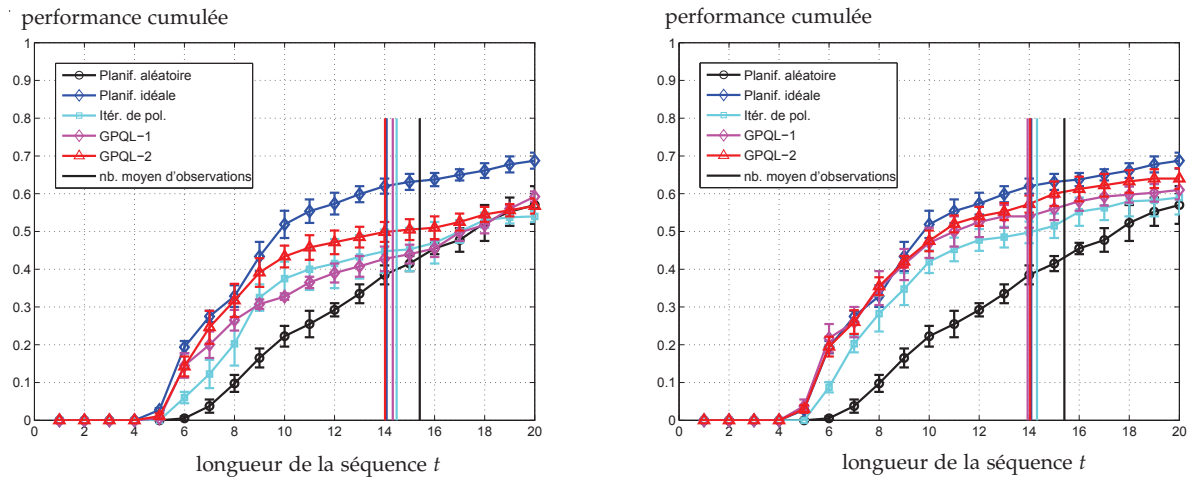 performance cumulée
1
0.9
0.8
0.7
0.6
0.5
0.4
0.3
0.2
0.1
0
0 2 4 6 8 10 12 14 16 18 20
Planif. aléatoire
Planif. idéale
Itér. de pol.
GPQL−1
GPQL−2
nb. moyen d'observations
longueur de la séquence t
performance cumulée
1
0.9
0.8
0.7
0.6
0.5
0.4
0.3
0.2
0.1
0
0 2 4 6 8 10 12 14 16 18 20
Planif. aléatoire
Planif. idéale
Itér. de pol.
GPQL−1
GPQL−2
nb. moyen d'observations
longueur de la séquence t